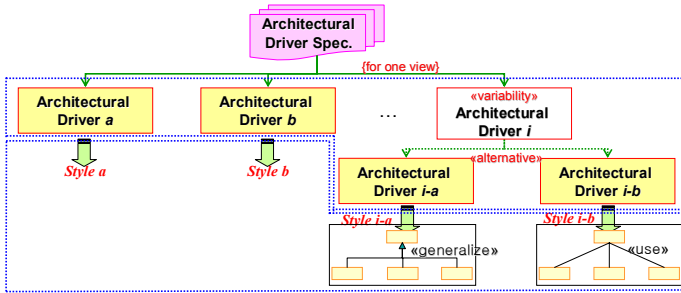 Architectural
Driver Spec.
{for one view}
Architectural
Driver a
Architectural
Driver b
...
«variability»
Architectural
Driver i
Style a
Style b
«alternative»
Architectural
Driver i-a
Architectural
Driver i-b
Style i-a
Style i-b
«generalize»
«use»